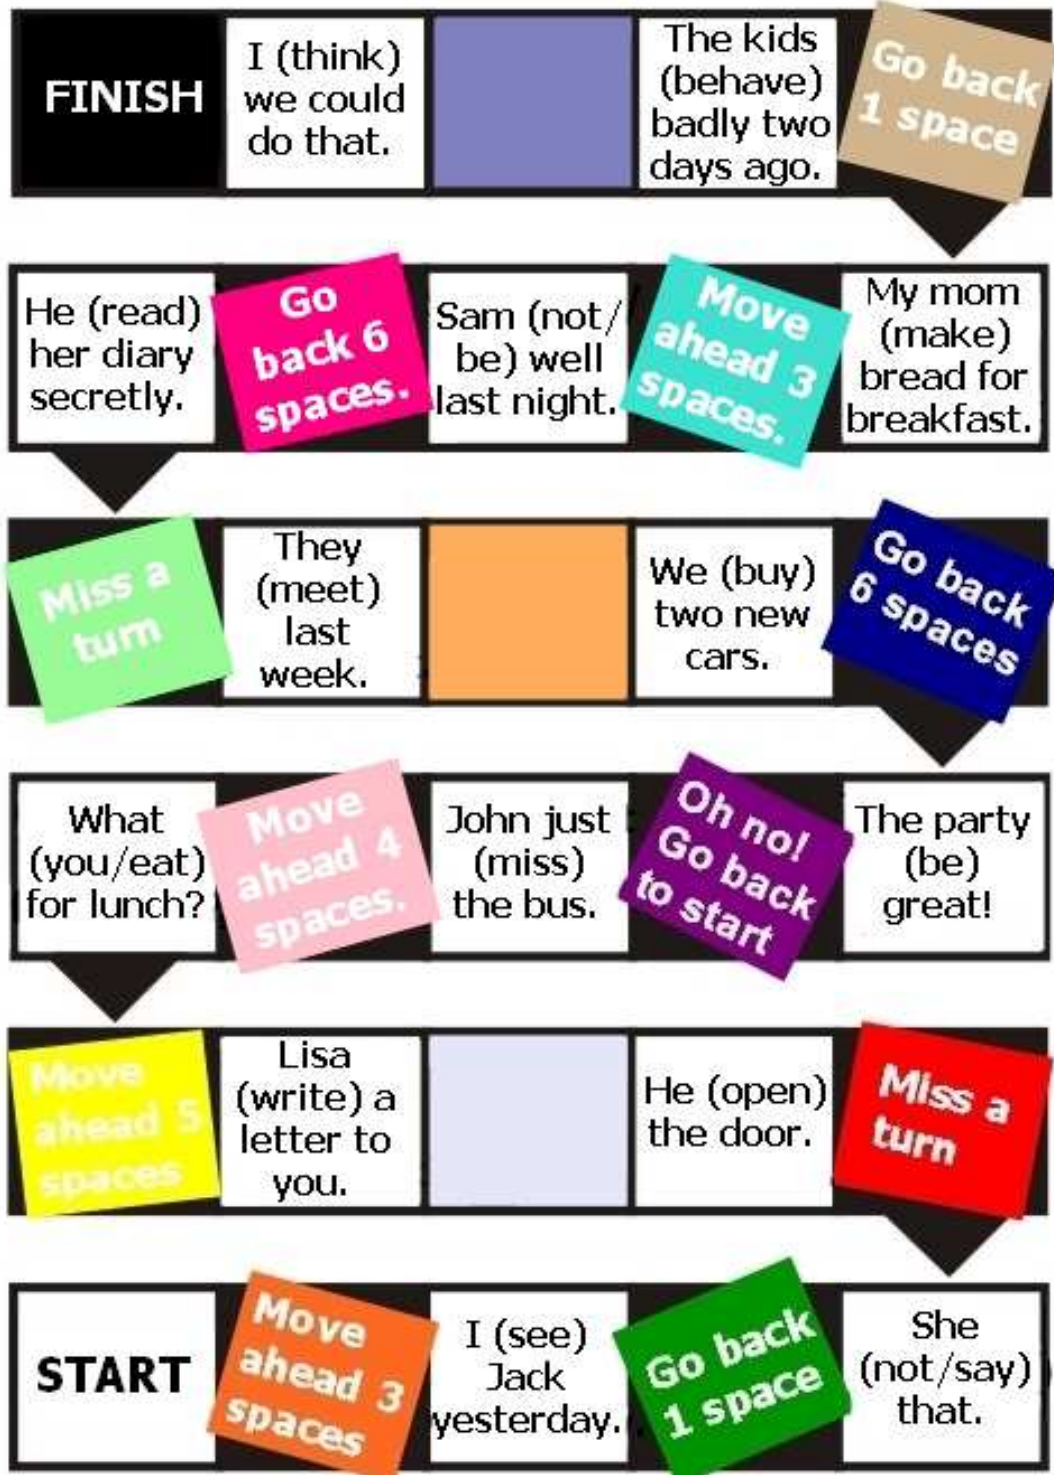 FINISH
I (think)
we could
do that.
The kids
(behave)
badly two
days ago.
Go back
1 space
He (read)
her diary
secretly.
Go
back 6
spaces.
Sam (not/
be) well
last night.
Move
ahead 3
spaces.
My mom
(make)
bread for
breakfast.
Miss a
turn
They
(meet)
last
week.
We (buy)
two new
cars.
Go back
6 spaces
What
(you/eat)
for lunch?
Move
ahead 4
spaces.
John just
(miss)
the bus.
Oh no!
Go back
to start
The party
(be)
great!
Move
ahead 5
spaces
Lisa
(write) a
letter to
you.
He (open)
the door.
Miss a
turn
START
Move
ahead 3
spaces
I (see)
Jack
yesterday.
Go back
1 space
She
(not/say)
that.